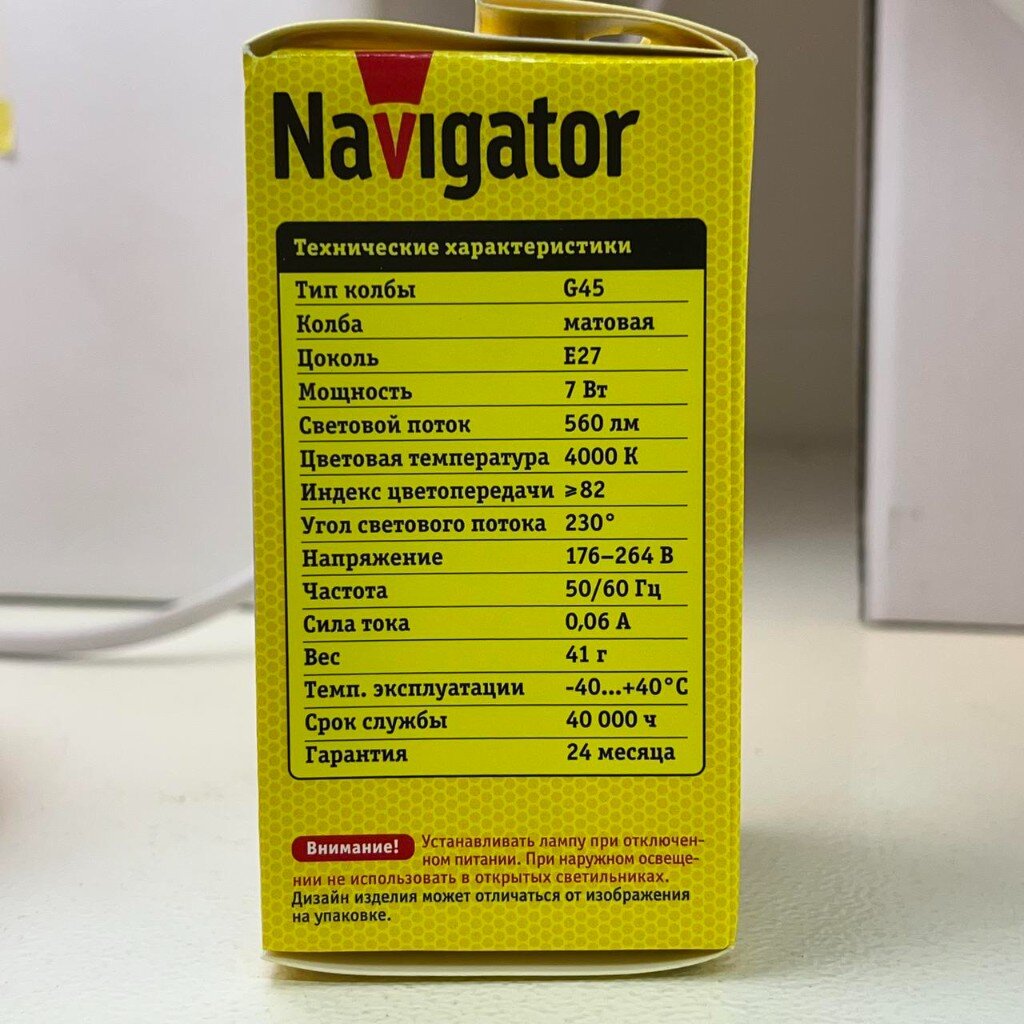 Navigator
Технические характеристики
Тип колбы G45
Колба матовая
Цоколь E27
Мощность 7 Вт
Световой поток 560 лм
Цветовая температура 4000 К
Индекс цветопередачи ≥82
Угол светового потока 230°
Напряжение 176–264 В
Частота 50/60 Гц
Сила тока 0,06 А
Вес 41 г
Темп. эксплуатации -40...+40°С
Срок службы 40 000 ч
Гарантия 24 месяца
Внимание! Устанавливать лампу при отключен-
ном питании. При наружном освеще-
нии не использовать в открытых светильниках.
Дизайн изделия может отличаться от изображения
на упаковке.